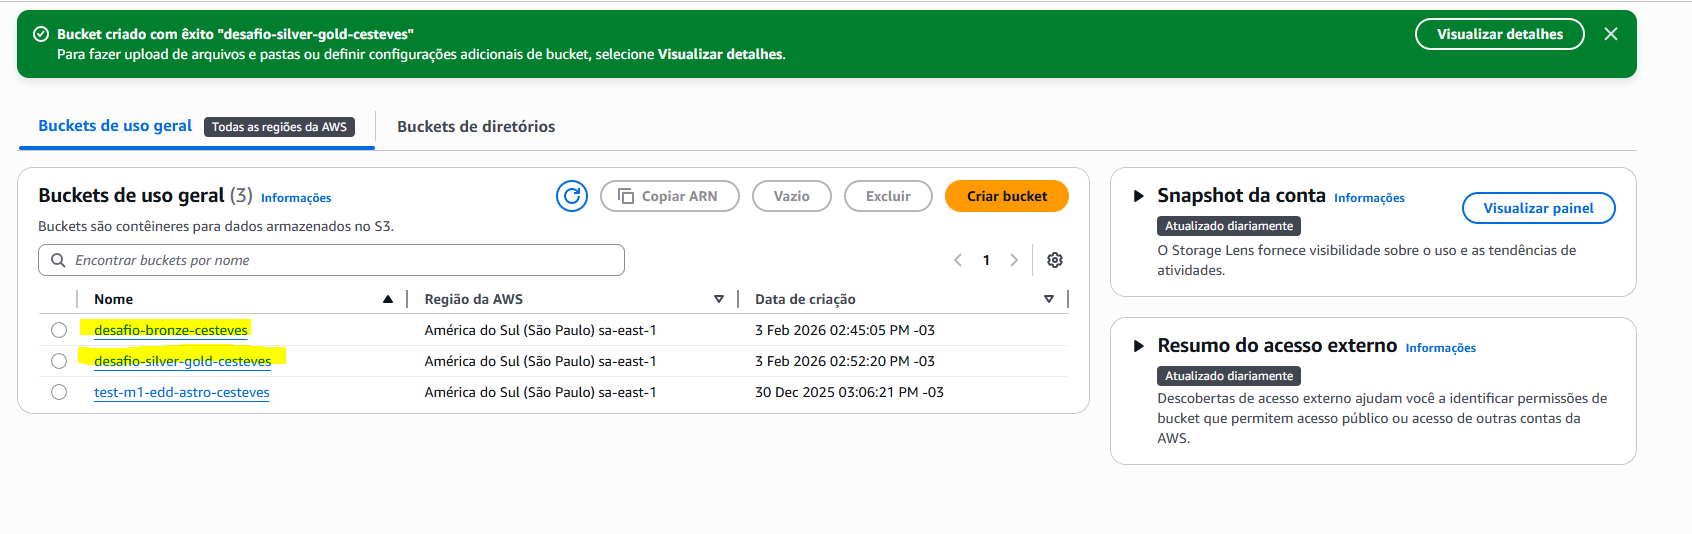 Bucket criado com êxito "desafio-silver-gold-cesteves"
Para fazer upload de arquivos e pastas ou definir configurações adicionais de bucket, selecione Visualizar detalhes.
Visualizar detalhes
Buckets de uso geral Todas as regiões da AWS Buckets de diretórios
Buckets de uso geral (3) Informações
Copiar ARN Vazio Excluir Criar bucket
Buckets são contêineres para dados armazenados no S3.
Encontrar buckets por nome
1
Nome Região da AWS Data de criação
desafio-bronze-cesteves América do Sul (São Paulo) sa-east-1 3 Feb 2026 02:45:05 PM -03
desafio-silver-gold-cesteves América do Sul (São Paulo) sa-east-1 3 Feb 2026 02:52:20 PM -03
test-m1-edd-astro-cesteves América do Sul (São Paulo) sa-east-1 30 Dec 2025 03:06:21 PM -03
Snapshot da conta Informações
Visualizar painel
Atualizado diariamente
O Storage Lens fornece visibilidade sobre o uso e as tendências de
atividades.
Resumo do acesso externo Informações
Atualizado diariamente
Descobertas de acesso externo ajudam você a identificar permissões de
bucket que permitem acesso público ou acesso de outras contas da
AWS.